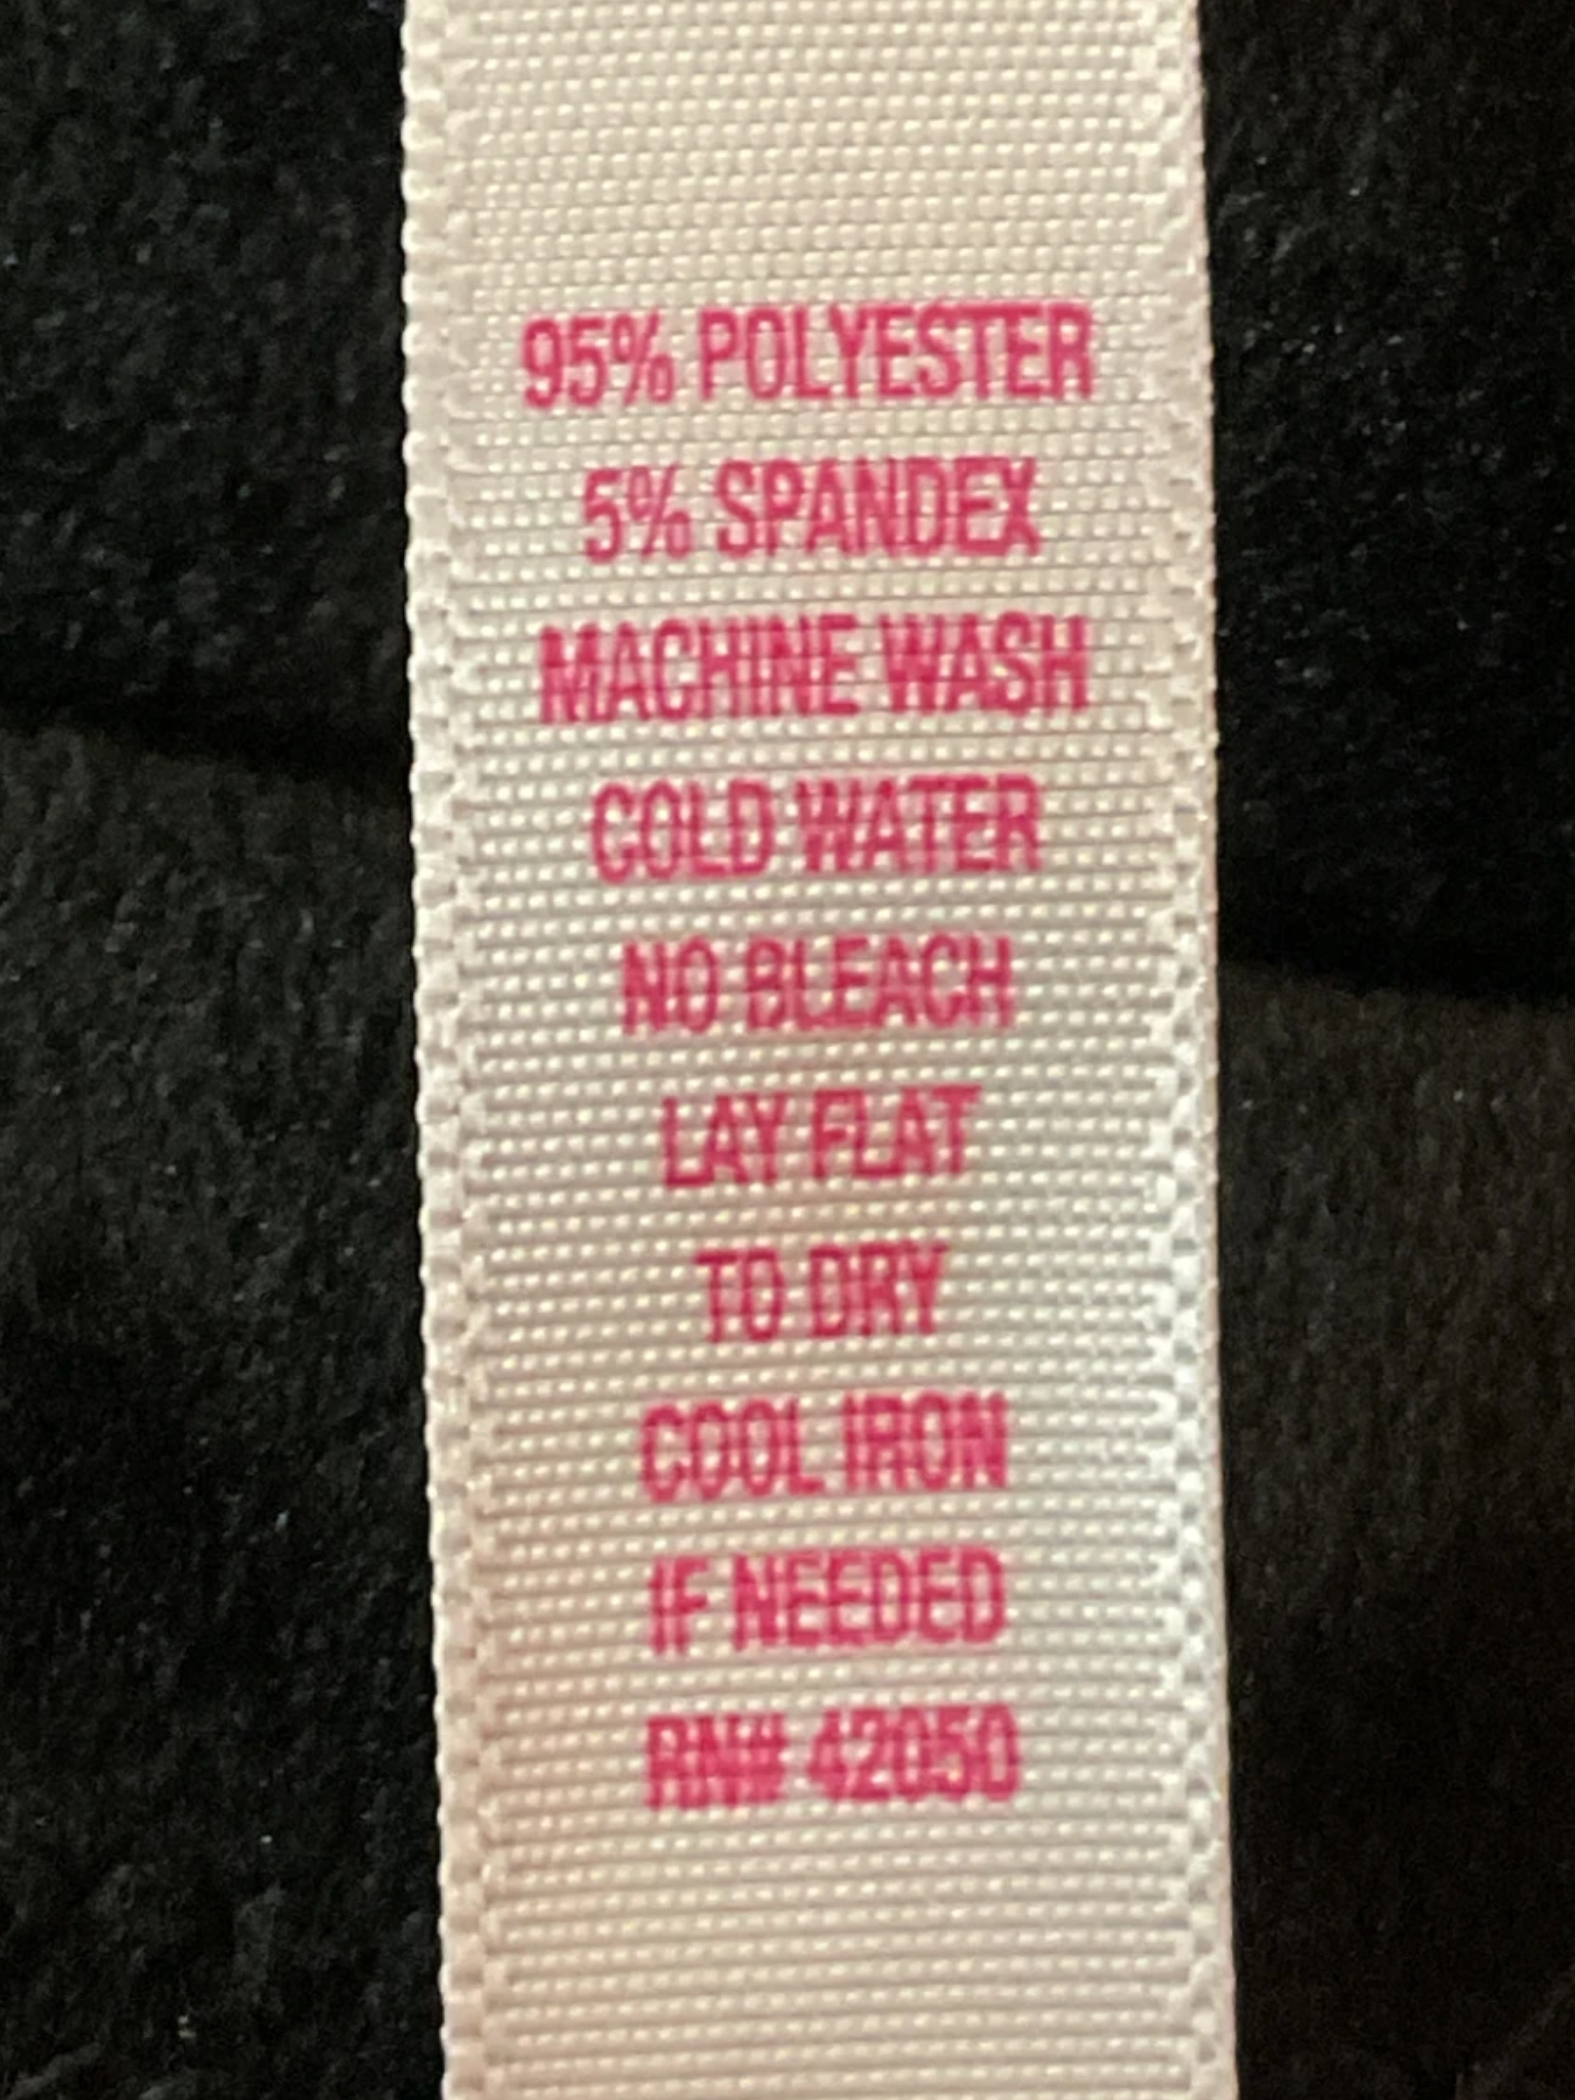 95% POLYESTER
5% SPANDEX
MACHINE WASH
COLD WATER
NO BLEACH
LAY FLAT
TO DRY
COOL IRON
IF NEEDED
RN# 42050